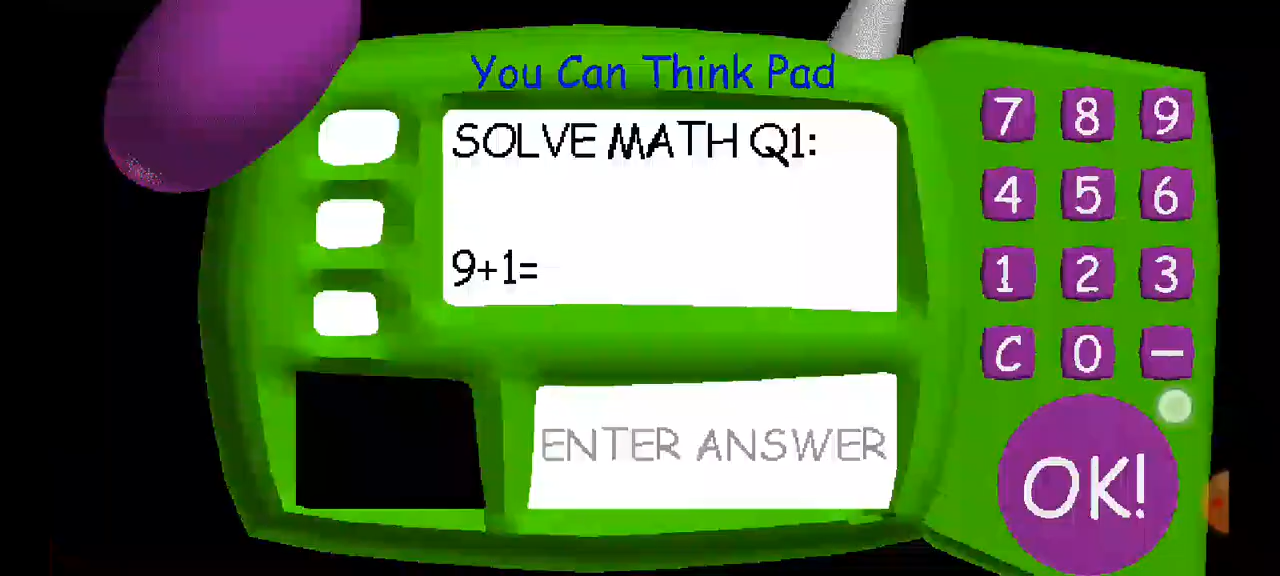 You Can Think Pad
SOLVE MATH Q1:
9+1=
ENTER ANSWER
7 8 9
4 5 6
1 2 3
C 0 −
OK!